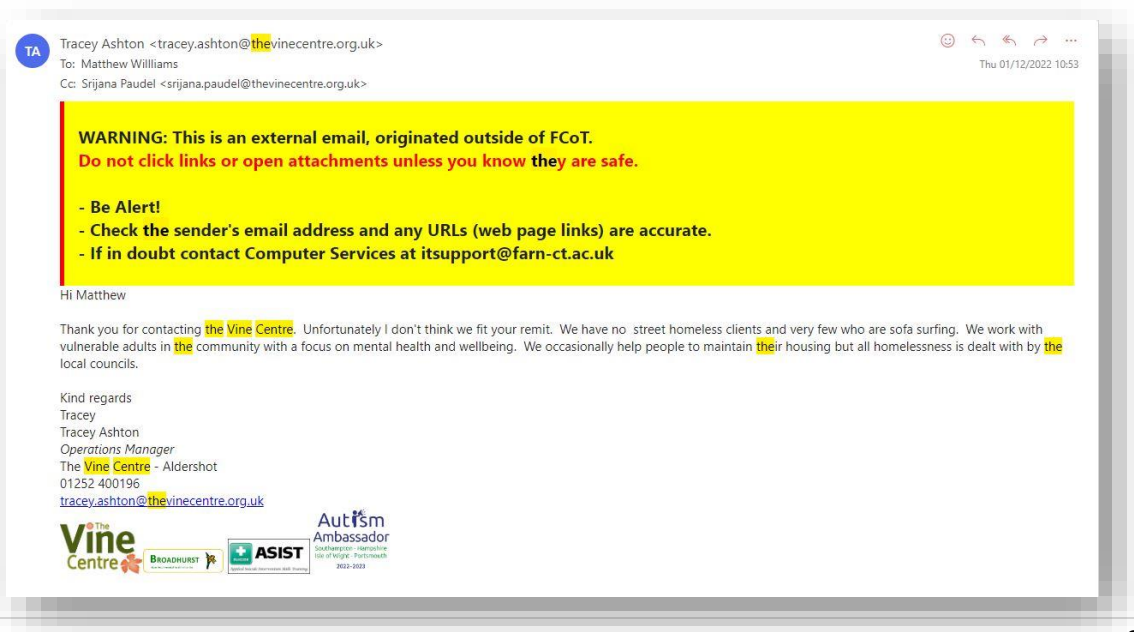 TA
Tracey Ashton <tracey.ashton@thevinecentre.org.uk>
To: Matthew Willliams
Thu 01/12/2022 10:53
Cc: Srijana Paudel <srijana.paudel@thevinecentre.org.uk>
WARNING: This is an external email, originated outside of FCoT.
Do not click links or open attachments unless you know they are safe.
- Be Alert!
- Check the sender's email address and any URLs (web page links) are accurate.
- If in doubt contact Computer Services at itsupport@farn-ct.ac.uk
Hi Matthew
Thank you for contacting the Vine Centre. Unfortunately I don't think we fit your remit. We have no street homeless clients and very few who are sofa surfing. We work with
vulnerable adults in the community with a focus on mental health and wellbeing. We occasionally help people to maintain their housing but all homelessness is dealt with by the
local councils.
Kind regards
Tracey
Tracey Ashton
Operations Manager
The Vine Centre - Aldershot
01252 400196
tracey.ashton@thevinecentre.org.uk
The
Vine
Centre
BROADHURST
ASIST
Autism
Ambassador
Southampton - Hampshire
Isle of Wight - Portsmouth
2022-2023